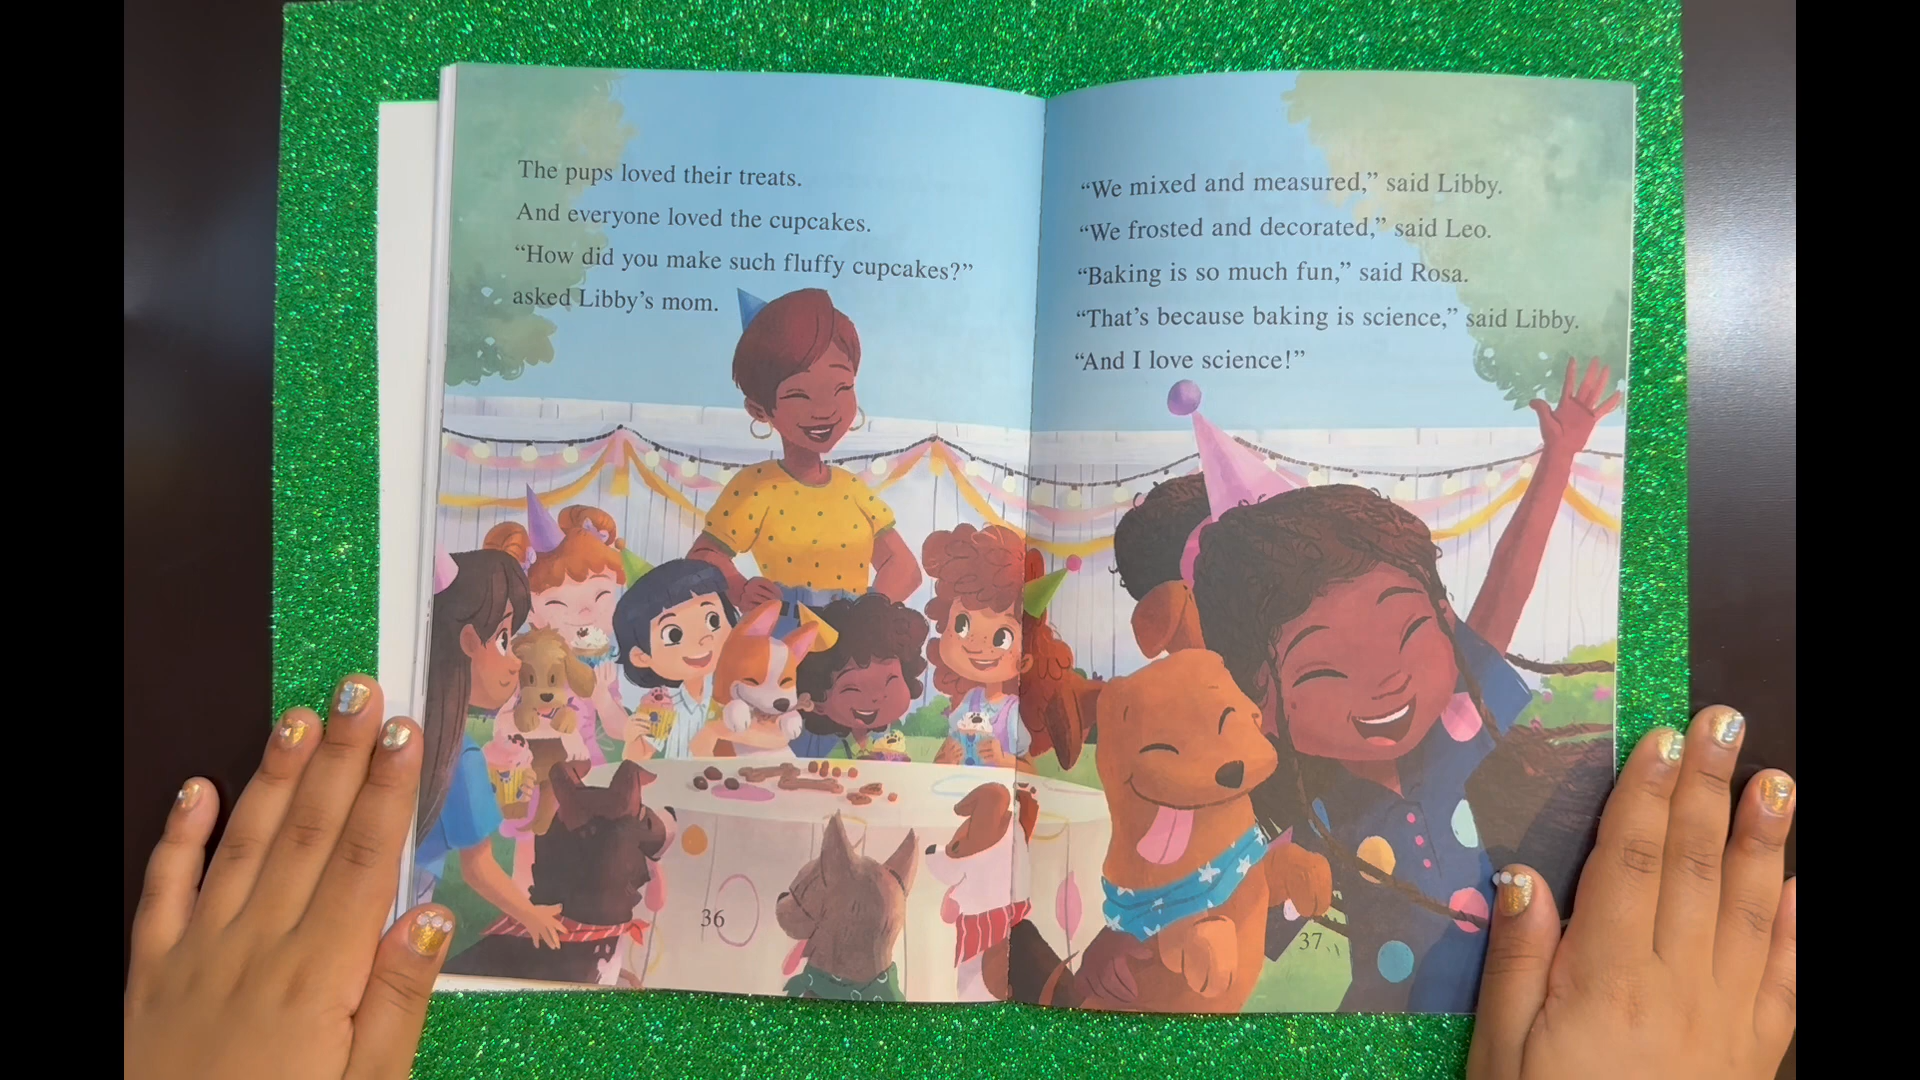 The pups loved their treats.
And everyone loved the cupcakes.
“How did you make such fluffy cupcakes?”
asked Libby’s mom.
36
“We mixed and measured,” said Libby.
“We frosted and decorated,” said Leo.
“Baking is so much fun,” said Rosa.
“That’s because baking is science,” said Libby.
“And I love science!”
37